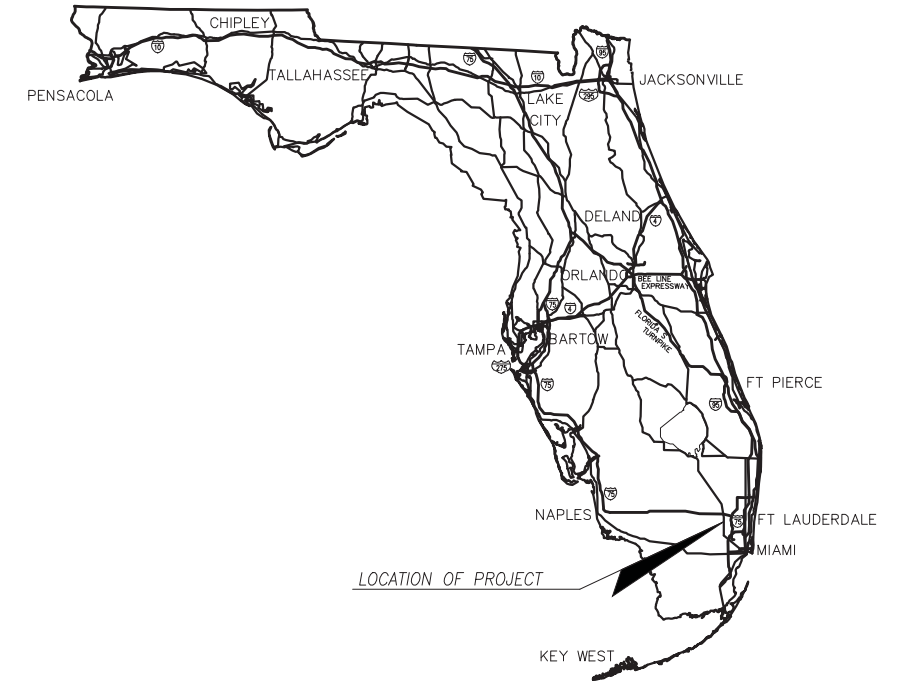 CHIPLEY
10
75
95
TALLAHASSEE
10
JACKSONVILLE
PENSACOLA
LAKE
CITY
295
DELAND
4
ORLANDO
BEE LINE
EXPRESSWAY
75
4
FLORIDA'S
TURNPIKE
BARTOW
TAMPA
275
75
FT PIERCE
95
75
NAPLES
75
FT LAUDERDALE
MIAMI
LOCATION OF PROJECT
KEY WEST